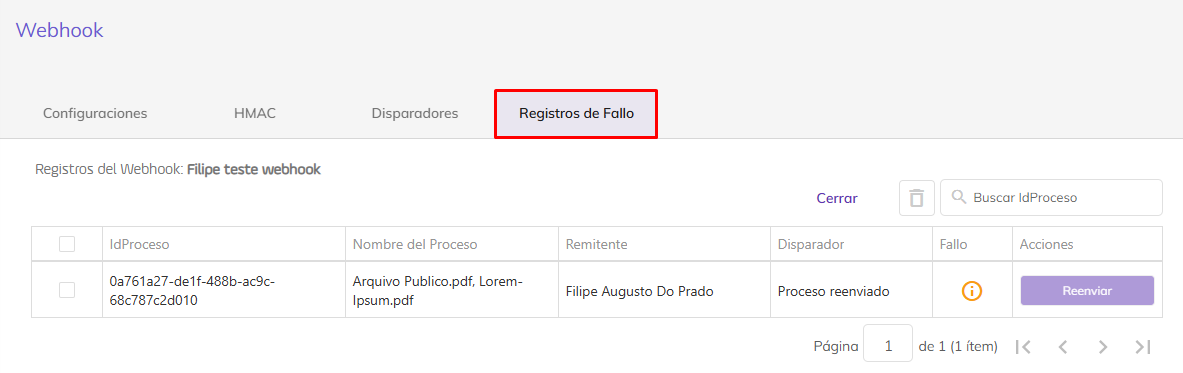 Webhook
Configuraciones HMAC Disparadores Registros de Fallo
Registros del Webhook: Filipe teste webhook
Cerrar Buscar IdProceso
IdProceso Nombre del Proceso Remitente Disparador Fallo Acciones
0a761a27-de1f-488b-ac9c-
68c787c2d010
Arquivo Publico.pdf, Lorem-
Ipsum.pdf
Filipe Augusto Do Prado
Proceso reenviado
Reenviar
Página 1 de 1 (1 ítem)